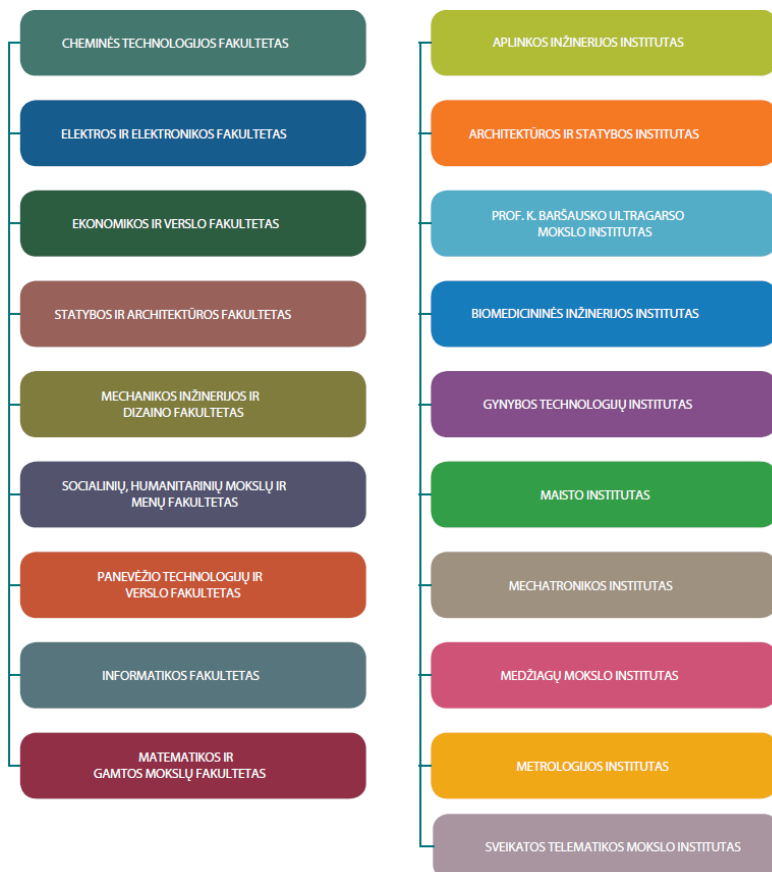 CHEMINĖS TECHNOLOGIJOS FAKULTETAS
ELEKTROS IR ELEKTRONIKOS FAKULTETAS
EKONOMIKOS IR VERSLO FAKULTETAS
STATYBOS IR ARCHITEKTŪROS FAKULTETAS
MECHANIKOS INŽINERIJOS IR
DIZAINO FAKULTETAS
SOCIALINIŲ, HUMANITARINIŲ MOKSLŲ IR
MENŲ FAKULTETAS
PANEVĖŽIO TECHNOLOGIJŲ IR
VERSLO FAKULTETAS
INFORMATIKOS FAKULTETAS
MATEMATIKOS IR
GAMTOS MOKSLŲ FAKULTETAS
APLINKOS INŽINERIJOS INSTITUTAS
ARCHITEKTŪROS IR STATYBOS INSTITUTAS
PROF. K. BARŠAUSKO ULTRAGARSO
MOKSLO INSTITUTAS
BIOMEDICININĖS INŽINERIJOS INSTITUTAS
GYNYBOS TECHNOLOGIJŲ INSTITUTAS
MAISTO INSTITUTAS
MECHATRONIKOS INSTITUTAS
MEDŽIAGŲ MOKSLO INSTITUTAS
METROLOGIJOS INSTITUTAS
SVEIKATOS TELEMATIKOS MOKSLO INSTITUTAS